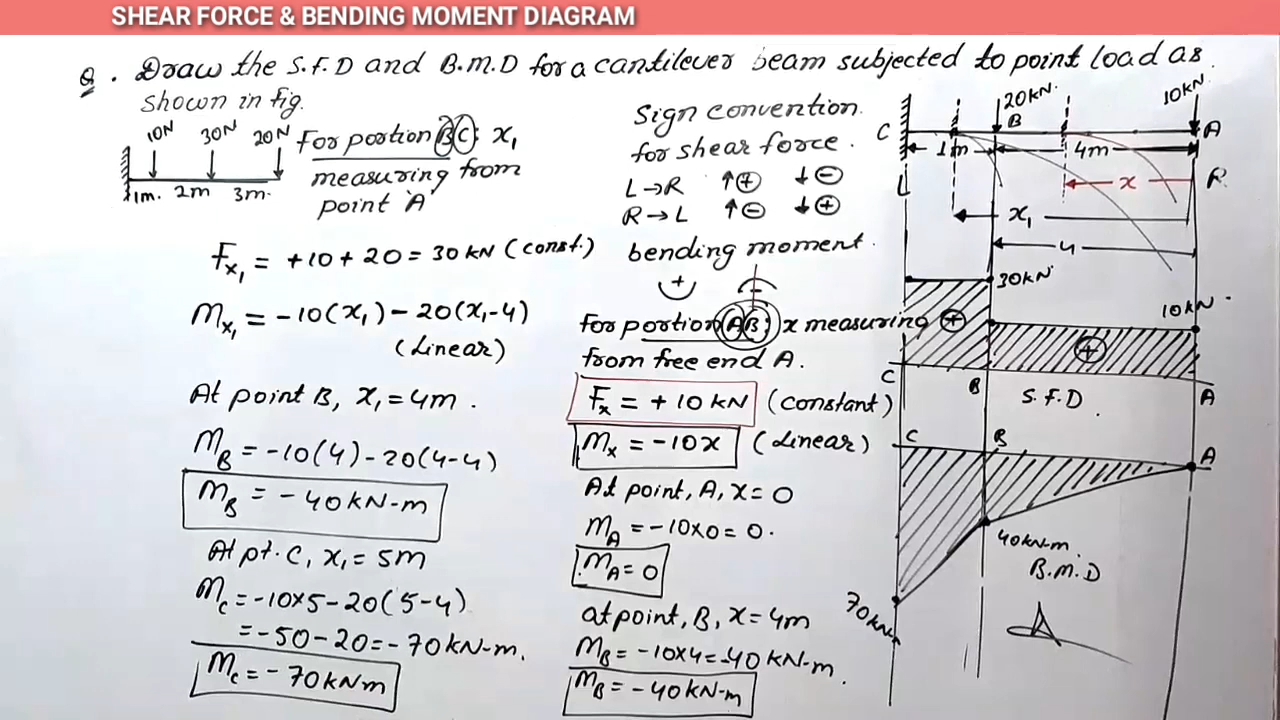 SHEAR FORCE & BENDING MOMENT DIAGRAM
Q. Draw the S.F.D and B.M.D for a cantilever beam subjected to point load as
shown in fig.
10N 30N 20N
1m. 2m 3m.
For portion BC: x₁
measuring from
point A
Fx₁ = +10 + 20 = 30 kN (const.)
Mx₁ = -10(x₁) - 20(x₁-4)
(Linear)
At point B, x₁ = 4m.
MB = -10(4) - 20(4-4)
MB = -40 kN-m
At pt. C, x₁ = 5m
MC = -10×5 - 20(5-4)
= -50 - 20 = -70 kN-m.
MC = -70 kNm
Sign convention.
for shear force.
L→R ↑⊕ ↓⊖
R→L ↑⊖ ↓⊕
bending moment.
+ -
For portion AB: x measuring
from free end A.
Fx = +10 kN (constant)
Mx = -10x (Linear)
At point, A, x = 0
MA = -10×0 = 0.
MA = 0
at point, B, x = 4m
MB = -10×4 = -40 kN-m.
MB = -40 kN-m
20kN. 10kN
C B A
1m 4m
L x R
x₁
4
30kN.
10kN.
+ +
C B A
S.F.D.
C B A
40kN-m.
B.M.D
70kN